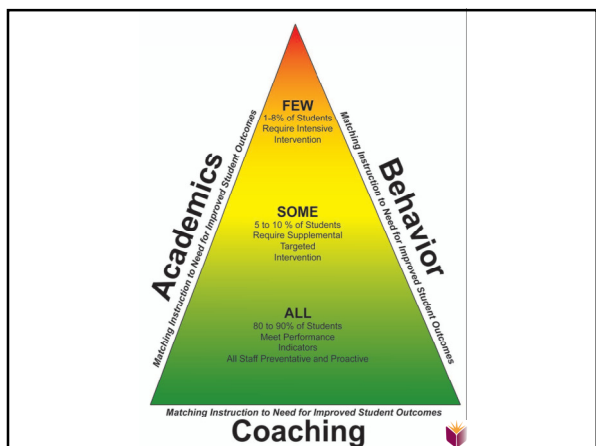 FEW
1-8% of Students
Require Intensive
Intervention
SOME
5 to 10 % of Students
Require Supplemental
Targeted
Intervention
ALL
80 to 90% of Students
Meet Performance
Indicators
All Staff Preventative and Proactive
Academics
Matching Instruction to Need for Improved Student Outcomes
Behavior
Matching Instruction to Need for Improved Student Outcomes
Matching Instruction to Need for Improved Student Outcomes
Coaching